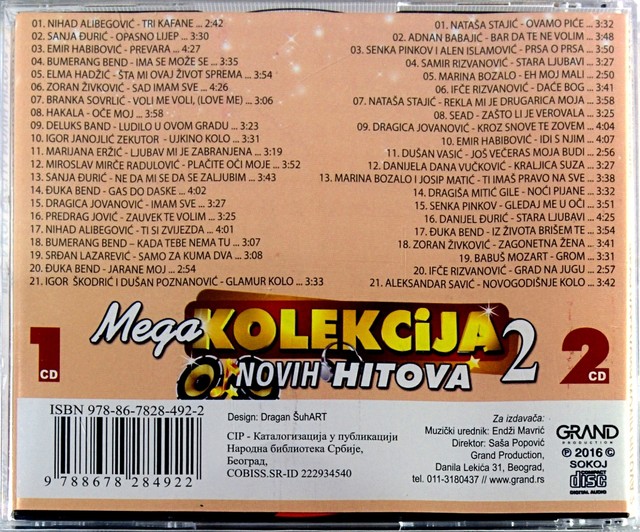 01. NIHAD ALIBEGOVIĆ - TRI KAFANE ... 2:42
02. SANJA ĐURIĆ - OPASNO LIJEP ... 3:30
03. EMIR HABIBOVIĆ - PREVARA ... 4:27
04. BUMERANG BEND - IMA SE MOŽE SE ... 3:35
05. ELMA HADŽIĆ - ŠTA MI OVAJ ŽIVOT SPREMA ... 3:54
06. ZORAN ŽIVKOVIĆ - SAD IMAM SVE ... 4:26
07. BRANKA SOVRLIĆ - VOLI ME VOLI, (LOVE ME) ... 3:06
08. HAKALA - OČE MOJ ... 3:58
09. DELUKS BAND - LUDILO U OVOM GRADU ... 3:23
10. IGOR JANOJLIĆ ZEKUTOR - UJKINO KOLO ... 3:31
11. MARIJANA ERŽIĆ - LJUBAV MI JE ZABRANJENA ... 3:19
12. MIROSLAV MIRČE RADULOVIĆ - PLAČITE OČI MOJE ... 3:52
13. SANJA ĐURIĆ - NE DA MI SE DA SE ZALJUBIM ... 3:43
14. ĐUKA BEND - GAS DO DASKE ... 4:02
15. DRAGICA JOVANOVIĆ - IMAM SVE ... 3:27
16. PREDRAG JOVIĆ - ZAUVEK TE VOLIM ... 3:25
17. NIHAD ALIBEGOVIĆ - TI SI ZVIJEZDA ... 4:01
18. BUMERANG BEND – KADA TEBE NEMA TU ... 3:07
19. SRĐAN LAZAREVIĆ - SAMO ZA KUMA DVA ... 3:08
20. ĐUKA BEND - JARANE MOJ ... 2:54
21. IGOR ŠKODRIĆ I DUŠAN POZNANOVIĆ - GLAMUR KOLO ... 3:33
01. NATAŠA STAJIĆ - OVAMO PIĆE ... 3:32
02. ADNAN BABAJIĆ - BAR DA TE NE VOLIM ... 3:48
03. SENKA PINKOV I ALEN ISLAMOVIĆ - PRSA O PRSA ... 3:50
04. SAMIR RIZVANOVIĆ - STARA LJUBAV ... 3:27
05. MARINA BOZALO - EH MOJ MALI ... 2:50
06. IFČE RIZVANOVIĆ - DAĆE BOG ... 3:41
07. NATAŠA STAJIĆ - REKLA MI JE DRUGARICA MOJA ... 3:58
08. SEAD - ZAŠTO LI JE VEROVALA ... 3:25
09. DRAGICA JOVANOVIĆ - KROZ SNOVE TE ZOVEM ... 4:04
10. EMIR HABIBOVIĆ - IDI S NJIM ... 4:07
11. DUŠAN VASIĆ - JOŠ VEČERAS MOJA BUDI ... 2:56
12. DANIJELA DANA VUČKOVIĆ - KRALJICA SUZA ... 3:27
13. MARINA BOZALO I JOSIP MATIĆ - TI IMAŠ PRAVO NA SVE ... 3:38
14. DRAGIŠA MITIĆ GILE - NOĆI PIJANE ... 3:32
15. SENKA PINKOV - GLEDAJ ME U OČI ... 3:51
16. DANIJEL ĐURIĆ - STARA LJUBAVI ... 4:25
17. ĐUKA BEND - IZ ŽIVOTA BRIŠEM TE ... 3:54
18. ZORAN ŽIVKOVIĆ - ZAGONETNA ŽENA ... 3:41
19. BABUŠ MOZART - GROM ... 3:31
20. IFČE RIZVANOVIĆ - GRAD NA JUGU ... 2:57
21. ALEKSANDAR SAVIĆ - NOVOGODIŠNJE KOLO ... 3:42
1 CD
Mega KOLEKCiJA 2
NOVIH HITOVA
2 CD
ISBN 978-86-7828-492-2
9 788678 284922
Design: Dragan ŠuhART
CIP - Каталогизација у публикацији
Народна библиотека Србије,
Београд,
COBISS.SR-ID 222934540
Za izdavača:
Muzički urednik: Endži Mavrić
Direktor: Saša Popović
Grand Production,
Danila Lekića 31, Beograd,
tel. 011-3180437 // www.grand.rs
GRAND
PRODUCTION
℗ 2016 ©
SOKOJ
COMPACT
disc
DIGITAL AUDIO